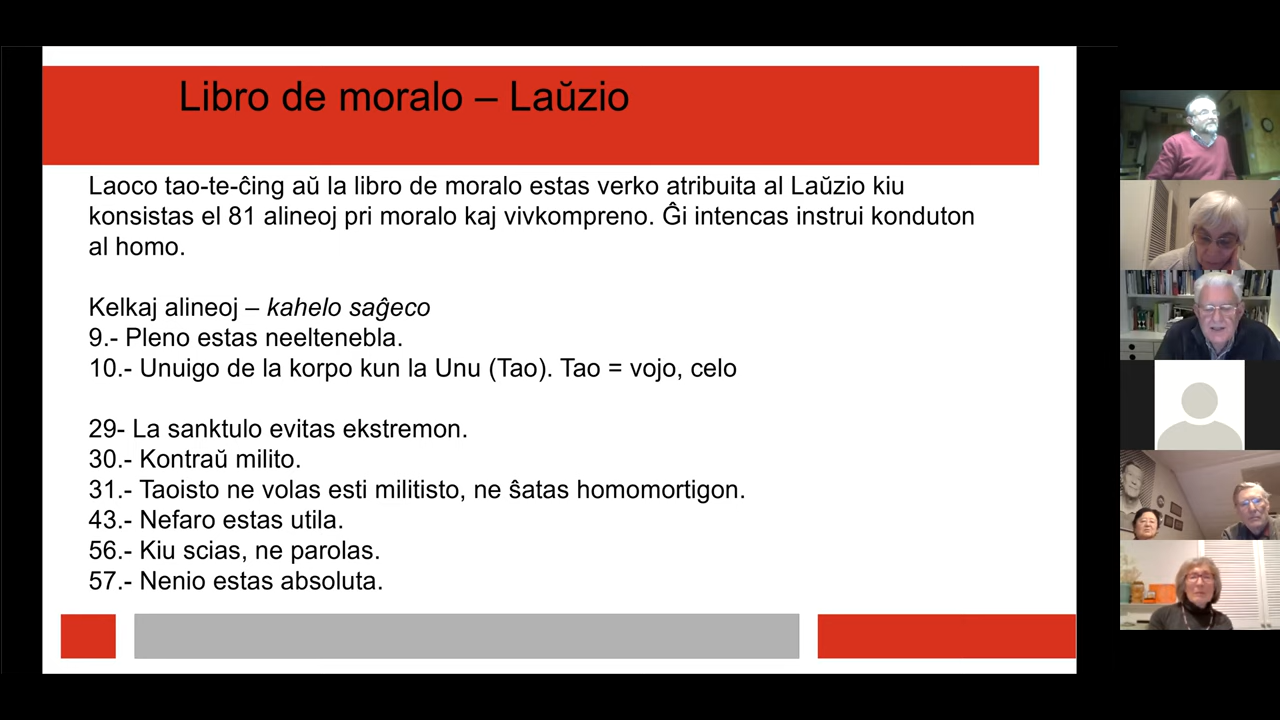 Libro de moralo – Laŭzio
Laoco tao-te-ĉing aŭ la libro de moralo estas verko atribuita al Laŭzio kiu
konsistas el 81 alineoj pri moralo kaj vivkompreno. Ĝi intencas instrui konduton
al homo.
Kelkaj alineoj – kahelo saĝeco
9.- Pleno estas neeltenebla.
10.- Unuigo de la korpo kun la Unu (Tao). Tao = vojo, celo
29- La sanktulo evitas ekstremon.
30.- Kontraŭ milito.
31.- Taoisto ne volas esti militisto, ne ŝatas homomortigon.
43.- Nefaro estas utila.
56.- Kiu scias, ne parolas.
57.- Nenio estas absoluta.